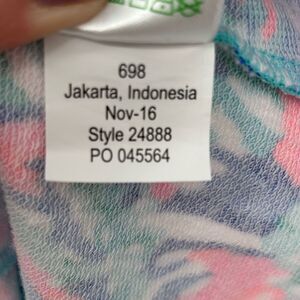 698
Jakarta, Indonesia
Nov-16
Style 24888
PO 045564